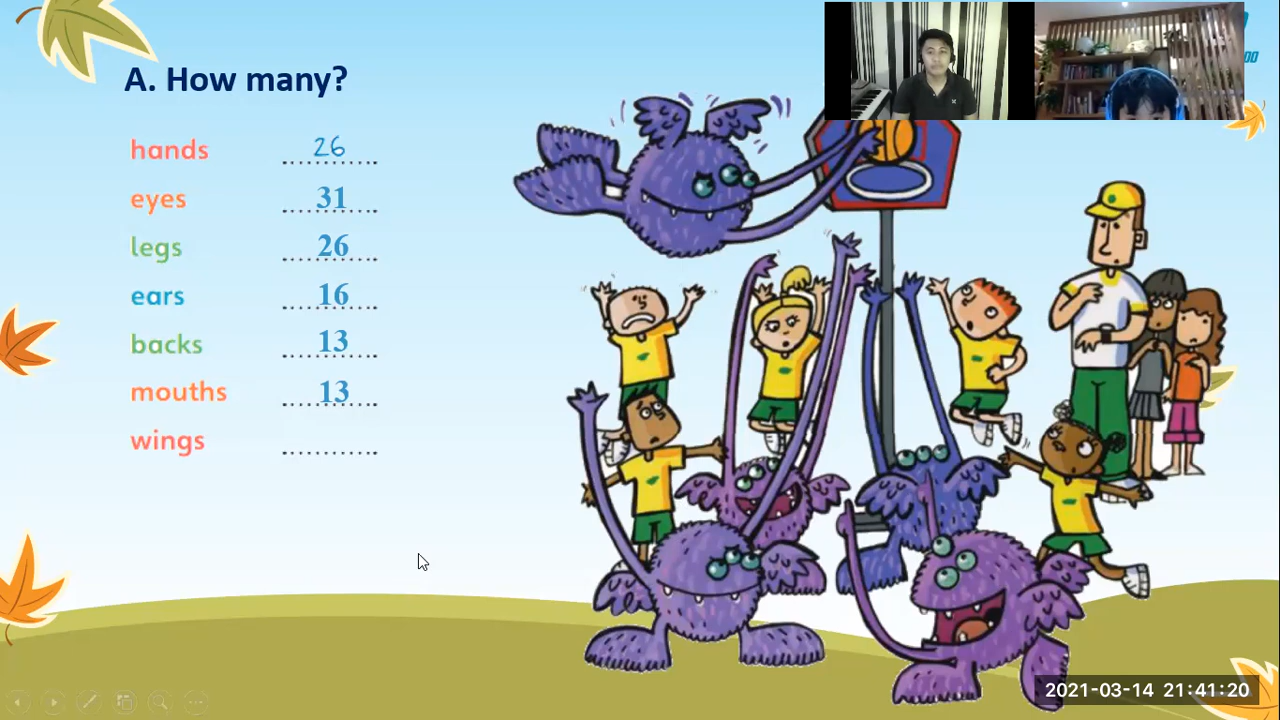 A. How many?
hands 26
eyes 31
legs 26
ears 16
backs 13
mouths 13
wings
2021-03-14 21:41:20